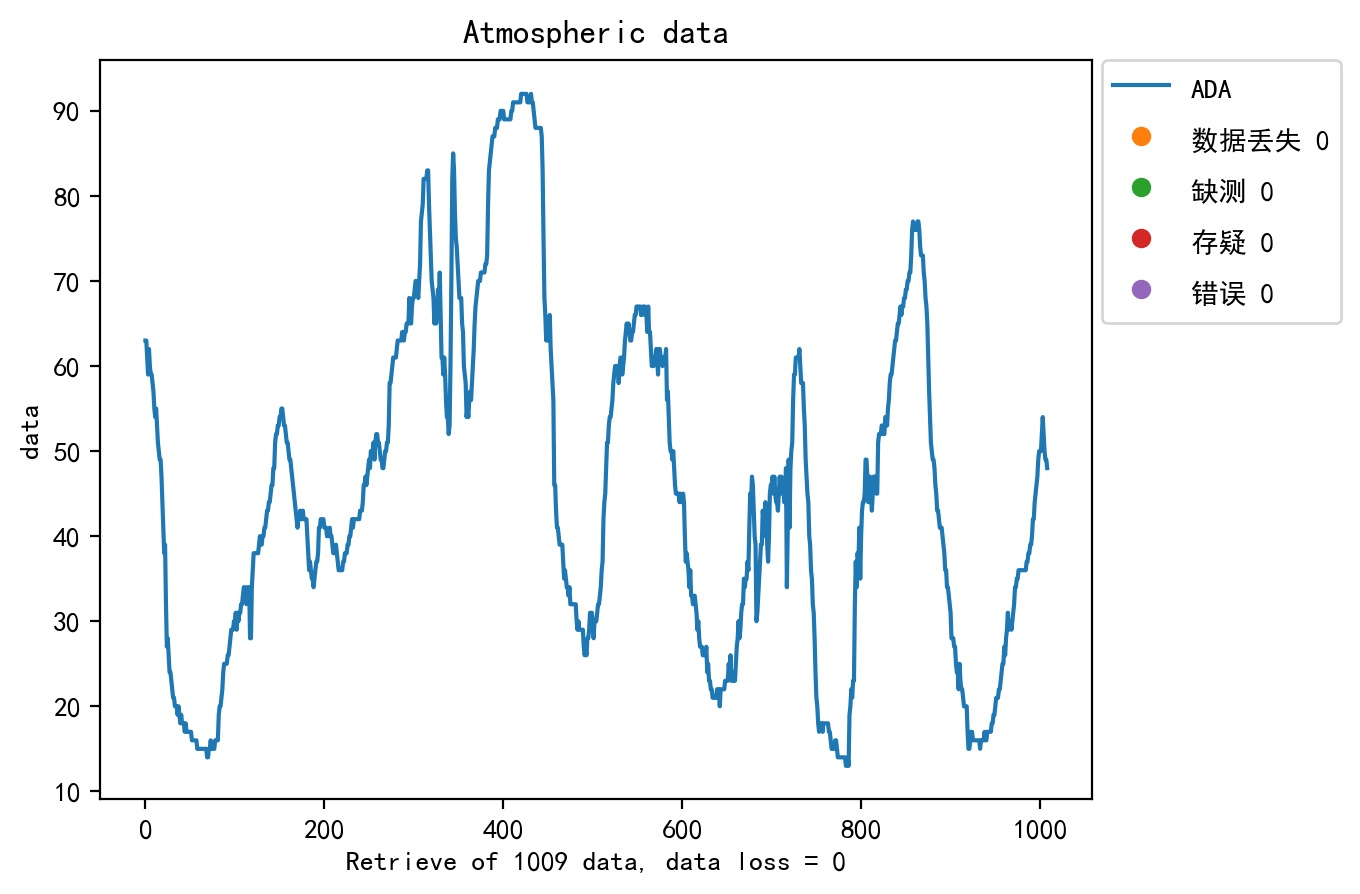 Atmospheric data
ADA
数据丢失 0
缺测 0
存疑 0
错误 0
data
90
80
70
60
50
40
30
20
10
0 200 400 600 800 1000
Retrieve of 1009 data, data loss = 0